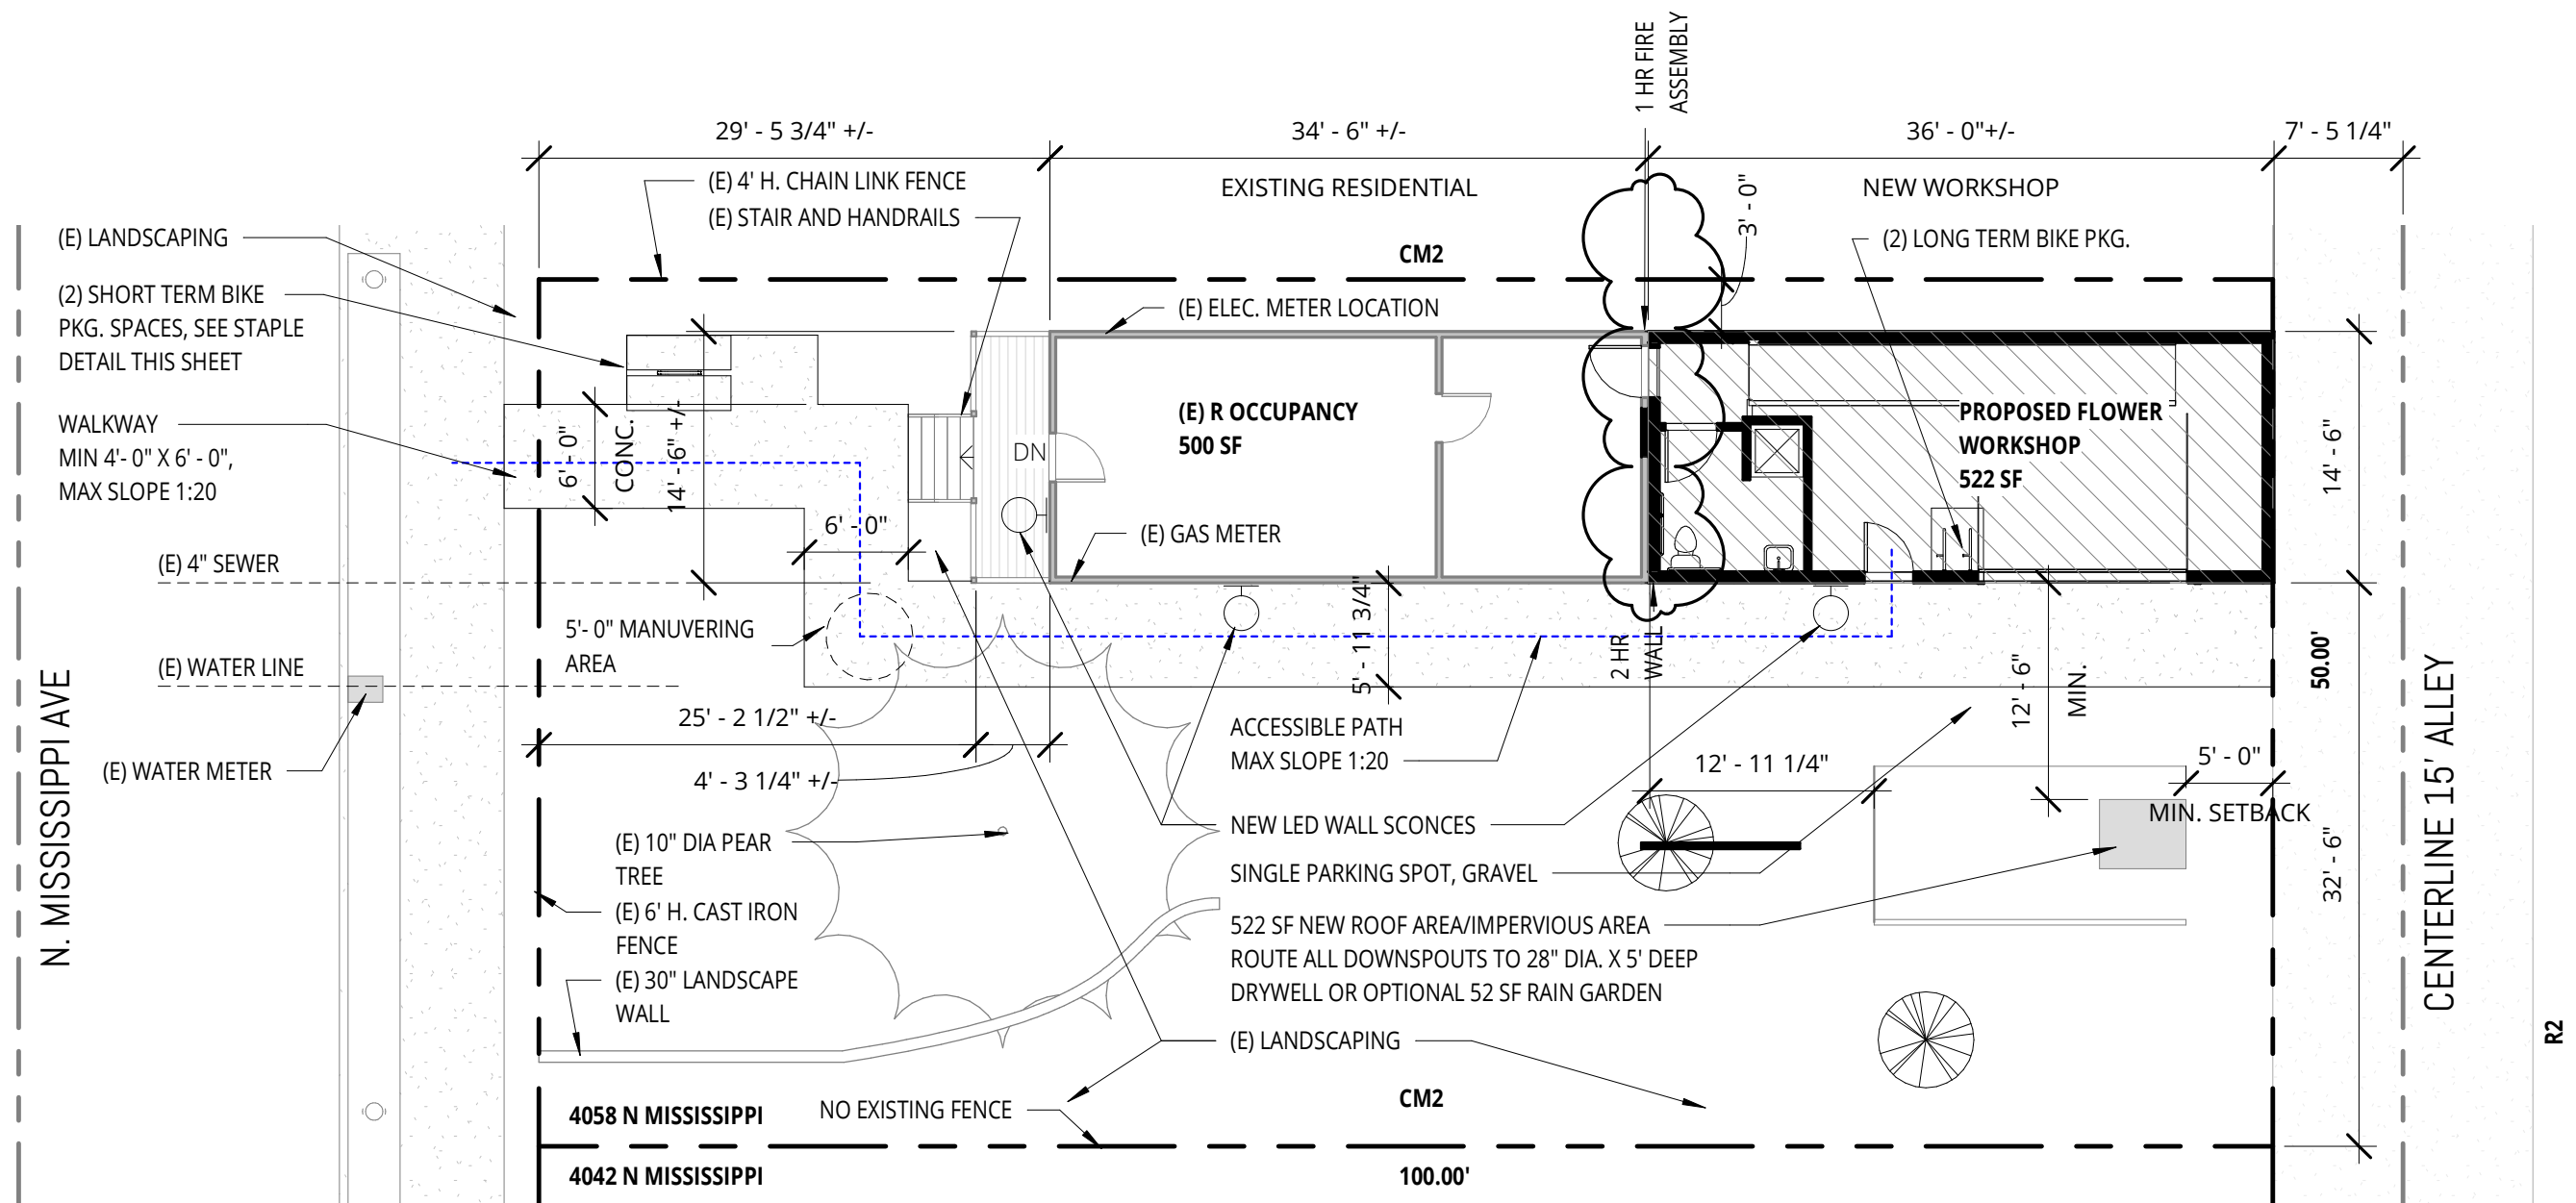 1 HR FIRE
ASSEMBLY
29' - 5 3/4" +/-
34' - 6" +/-
36' - 0"+/-
7' - 5 1/4"
(E) 4' H. CHAIN LINK FENCE
(E) STAIR AND HANDRAILS
EXISTING RESIDENTIAL
NEW WORKSHOP
3' - 0"
(E) LANDSCAPING
CM2
(2) LONG TERM BIKE PKG.
(2) SHORT TERM BIKE
PKG. SPACES, SEE STAPLE
DETAIL THIS SHEET
(E) ELEC. METER LOCATION
WALKWAY
MIN 4'- 0" X 6' - 0",
MAX SLOPE 1:20
6' - 0"
CONC.
14' - 6" +/-
DN
(E) R OCCUPANCY
500 SF
PROPOSED FLOWER
WORKSHOP
522 SF
14' - 6"
6' - 0"
(E) GAS METER
(E) 4" SEWER
5'- 0" MANUVERING
AREA
5' - 11 3/4"
2 HR
WALL
(E) WATER LINE
12' - 6"
MIN.
50.00'
N. MISSISSIPPI AVE
CENTERLINE 15' ALLEY
25' - 2 1/2" +/-
ACCESSIBLE PATH
MAX SLOPE 1:20
12' - 11 1/4"
5' - 0"
MIN. SETBACK
(E) WATER METER
4' - 3 1/4" +/-
NEW LED WALL SCONCES
(E) 10" DIA PEAR
TREE
SINGLE PARKING SPOT, GRAVEL
32' - 6"
(E) 6' H. CAST IRON
FENCE
522 SF NEW ROOF AREA/IMPERVIOUS AREA
ROUTE ALL DOWNSPOUTS TO 28" DIA. X 5' DEEP
DRYWELL OR OPTIONAL 52 SF RAIN GARDEN
(E) 30" LANDSCAPE
WALL
(E) LANDSCAPING
R2
4058 N MISSISSIPPI
NO EXISTING FENCE
CM2
4042 N MISSISSIPPI
100.00'